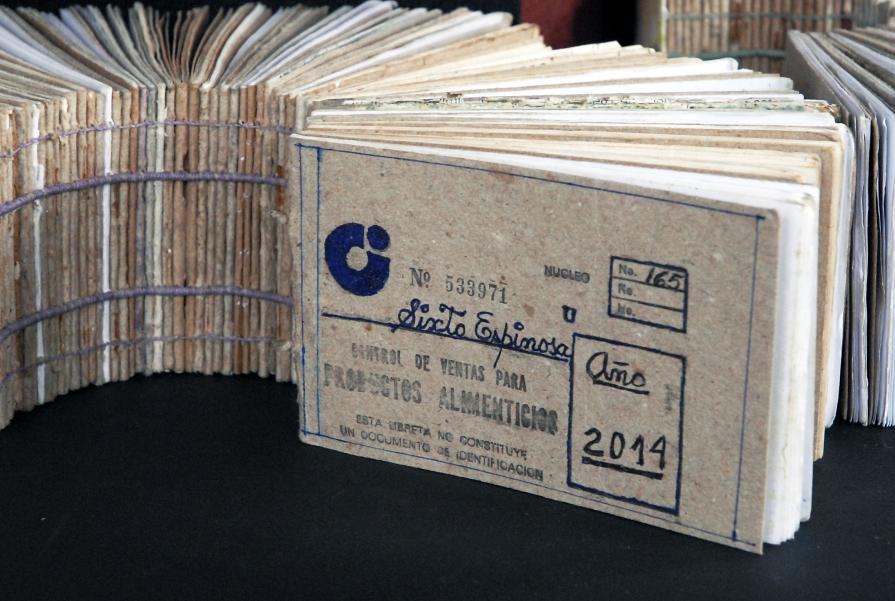 Nº 533971
NUCLEO
No. 165
No.
No.
Sixto Espinosa
CONTROL DE VENTAS PARA
PRODUCTOS ALIMENTICIOS
ESTA LIBRETA NO CONSTITUYE
UN DOCUMENTO DE IDENTIFICACION
Año
2014